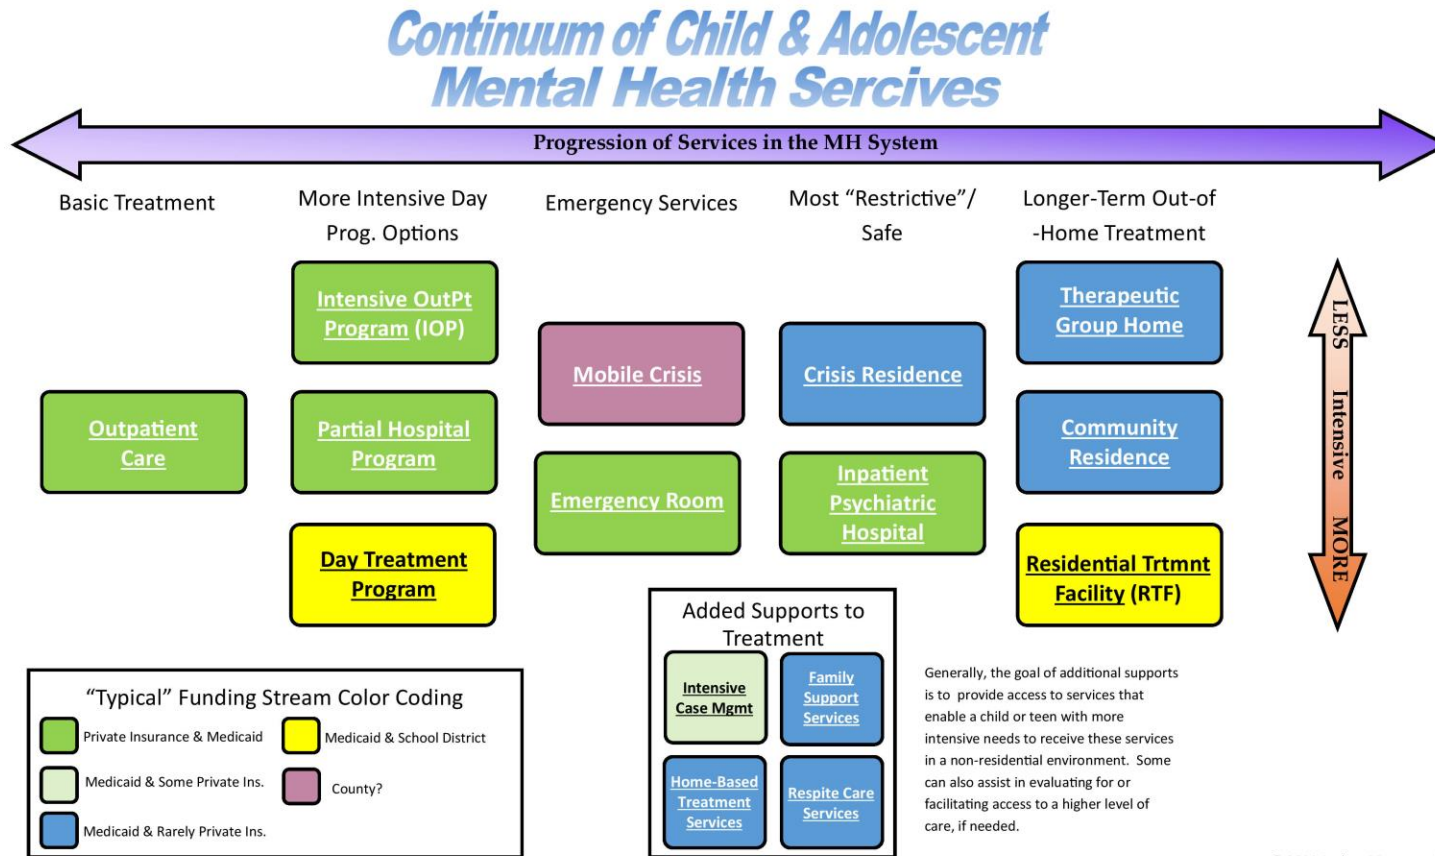 Continuum of Child & Adolescent
Mental Health Sercives
Progression of Services in the MH System
Basic Treatment
More Intensive Day
Prog. Options
Emergency Services
Most “Restrictive”/
Safe
Longer-Term Out-of
-Home Treatment
Outpatient
Care
Intensive OutPt
Program (IOP)
Partial Hospital
Program
Day Treatment
Program
Mobile Crisis
Emergency Room
Crisis Residence
Inpatient
Psychiatric
Hospital
Therapeutic
Group Home
Community
Residence
Residential Trtmnt
Facility (RTF)
LESS Intensive MORE
Added Supports to
Treatment
Intensive
Case Mgmt
Family
Support
Services
Home-Based
Treatment
Services
Respite Care
Services
“Typical” Funding Stream Color Coding
Private Insurance & Medicaid
Medicaid & School District
Medicaid & Some Private Ins.
County?
Medicaid & Rarely Private Ins.
Generally, the goal of additional supports
is to provide access to services that
enable a child or teen with more
intensive needs to receive these services
in a non-residential environment. Some
can also assist in evaluating for or
facilitating access to a higher level of
care, if needed.